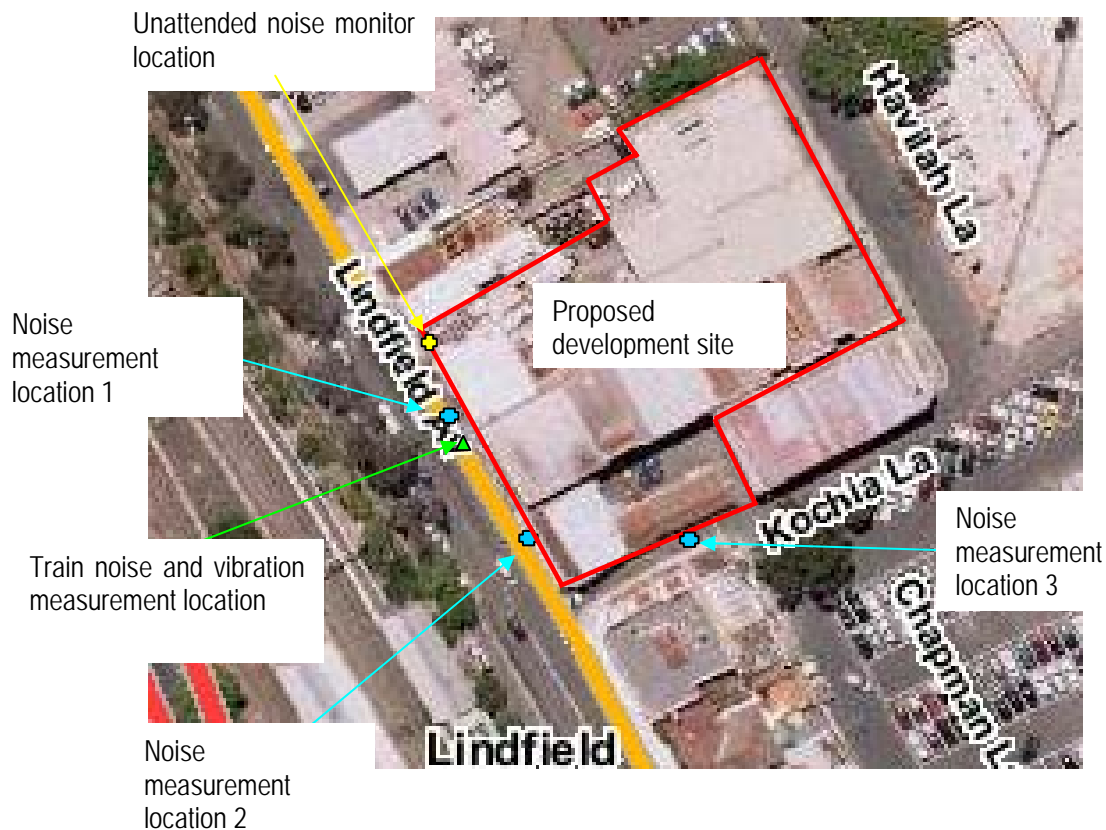 Unattended noise monitor
location
Havilah La
Lindfield Av
Proposed
development site
Noise
measurement
location 1
Kochia La
Noise
measurement
location 3
Train noise and vibration
measurement location
Chapman L
Lindfield
Noise
measurement
location 2